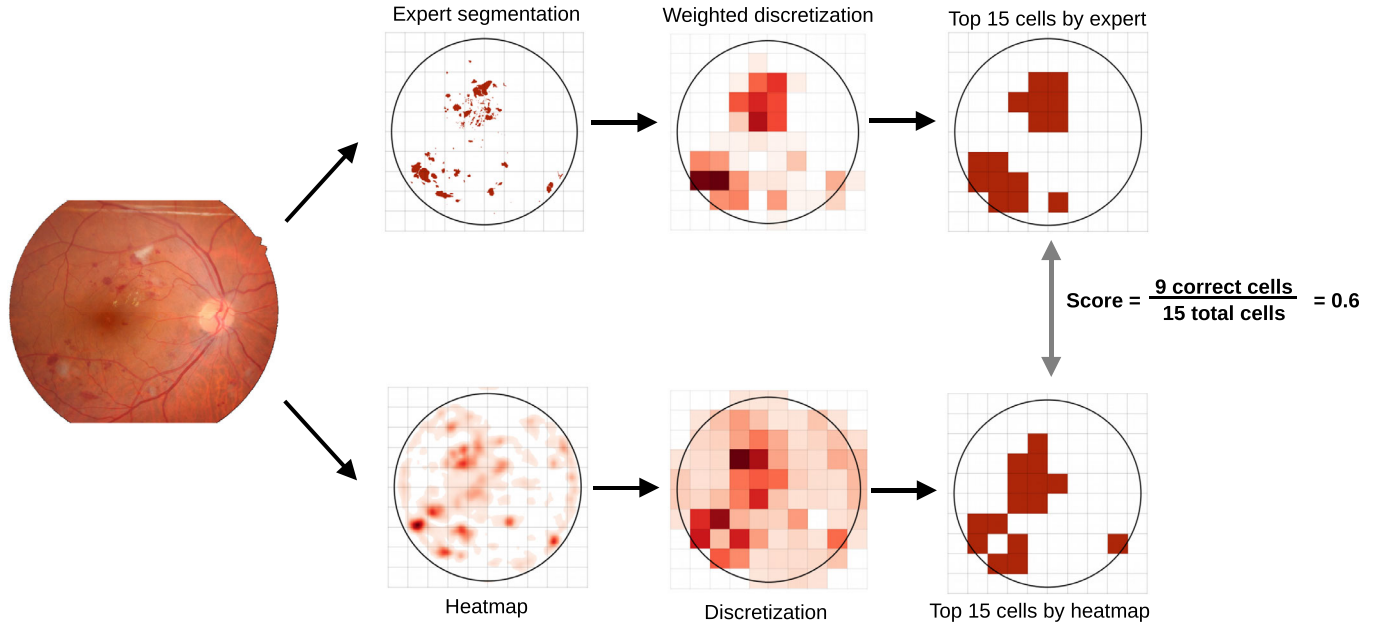 Expert segmentation
Weighted discretization
Top 15 cells by expert
Score = 9 correct cells / 15 total cells = 0.6
Heatmap
Discretization
Top 15 cells by heatmap